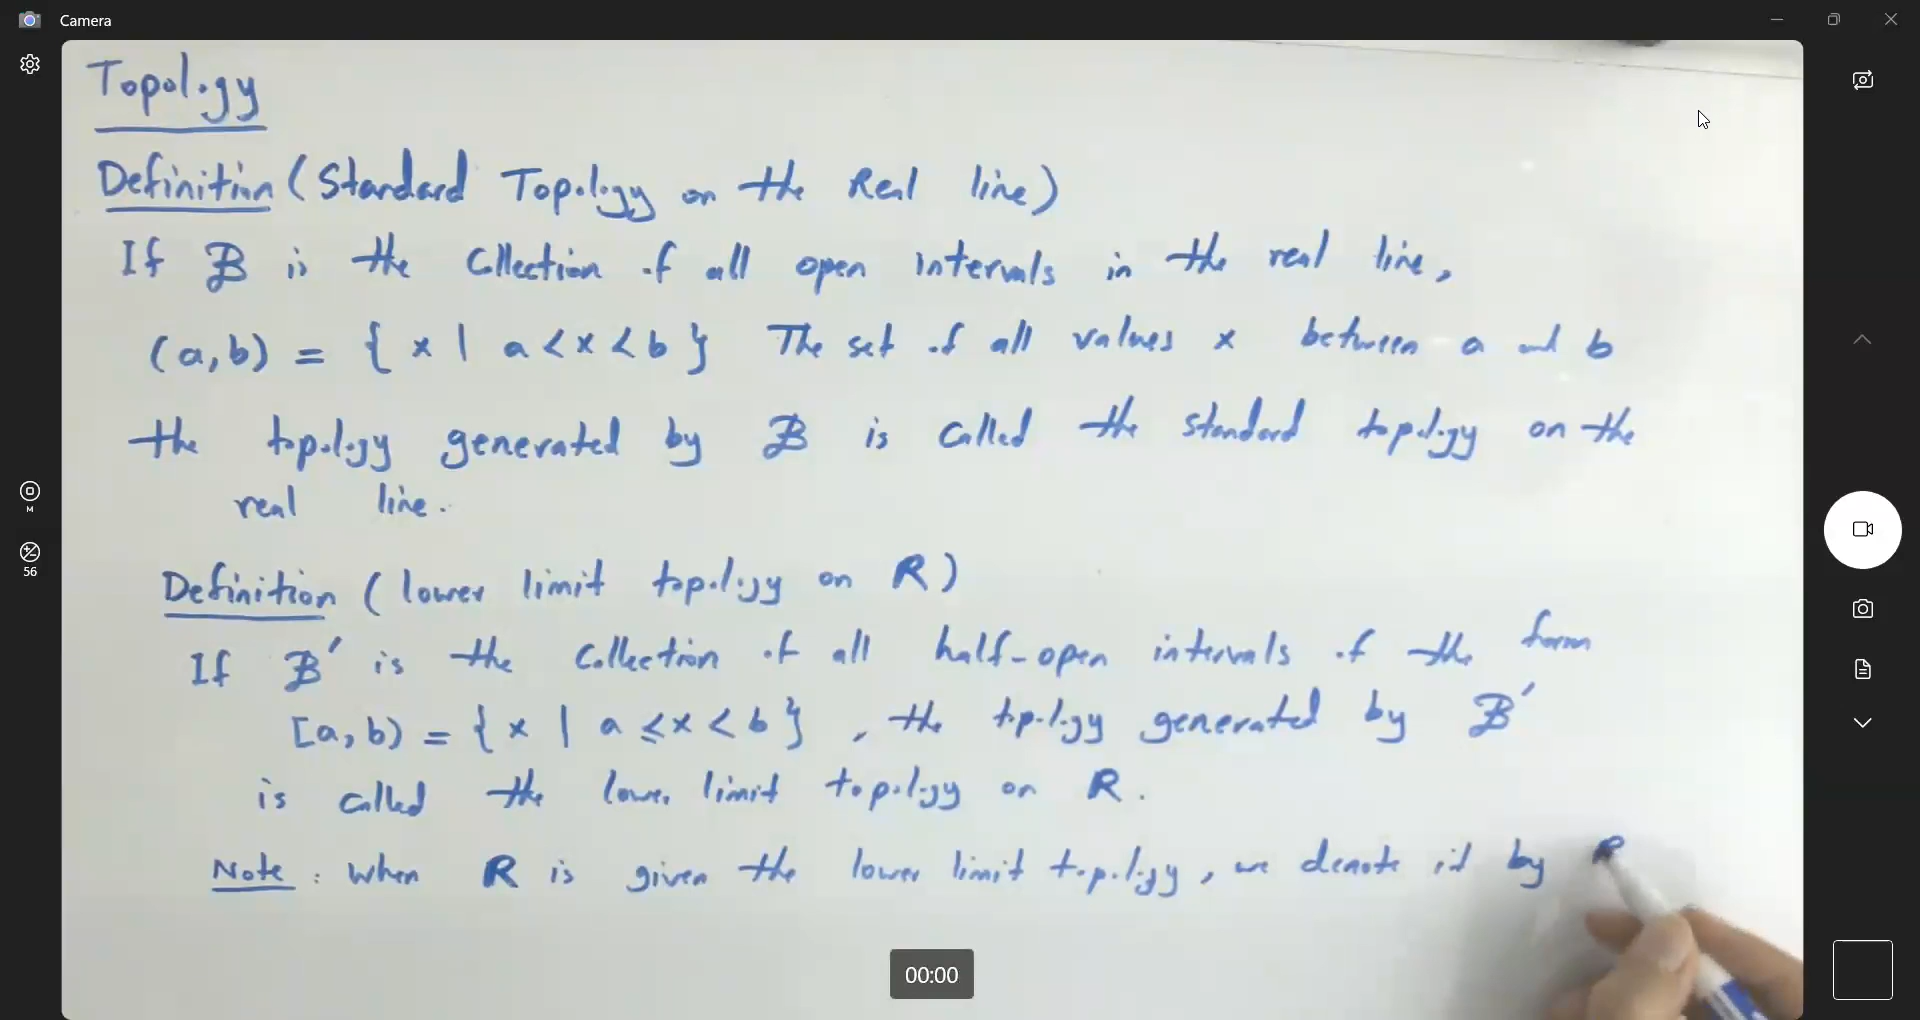 Camera
Topology
Definition (Standard Topology on the Real line)
If B is the Collection of all open intervals in the real line,
(a,b) = { x | a < x < b } The set of all values x between a and b
the topology generated by B is called the standard topology on the
real line.
Definition (lower limit topology on R)
If B' is the Collection of all half-open intervals of the form
[a,b) = { x | a ≤ x < b } , the topology generated by B'
is called the lower limit topology on R.
Note: When R is given the lower limit topology, we denote it by R
M
56
00:00